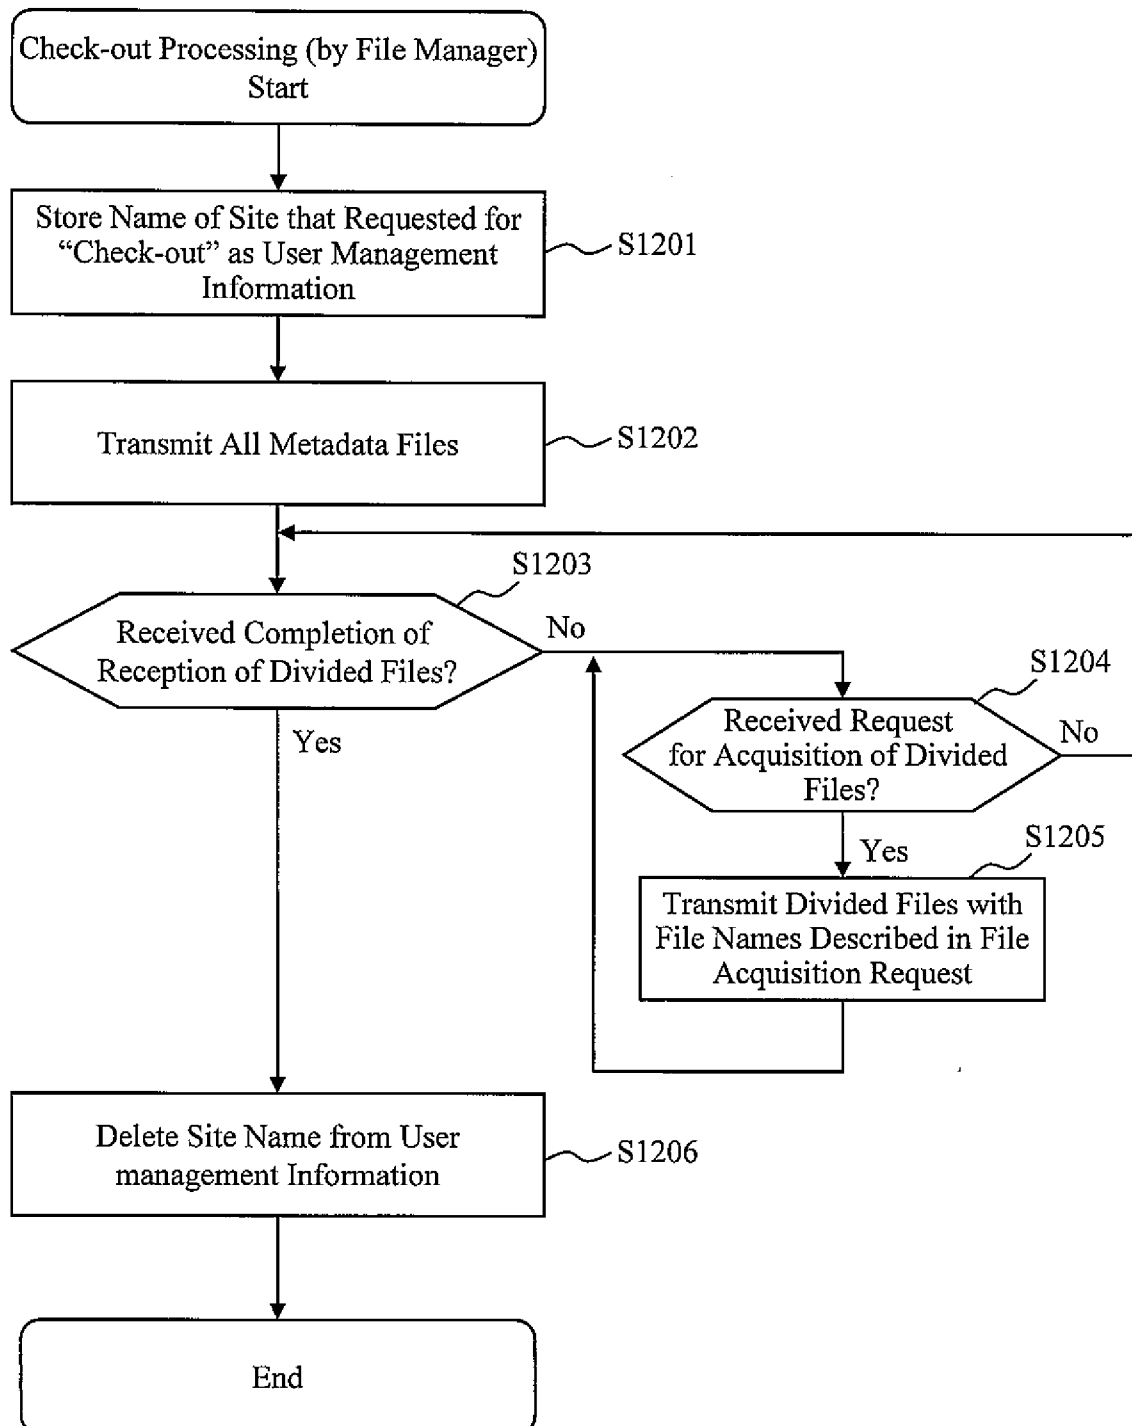 Check-out Processing (by File Manager)
Start
Store Name of Site that Requested for
“Check-out” as User Management
Information
S1201
Transmit All Metadata Files
S1202
S1203
Received Completion of
Reception of Divided Files?
No
Yes
S1204
Received Request
for Acquisition of Divided
Files?
No
Yes
S1205
Transmit Divided Files with
File Names Described in File
Acquisition Request
Delete Site Name from User
management Information
S1206
End